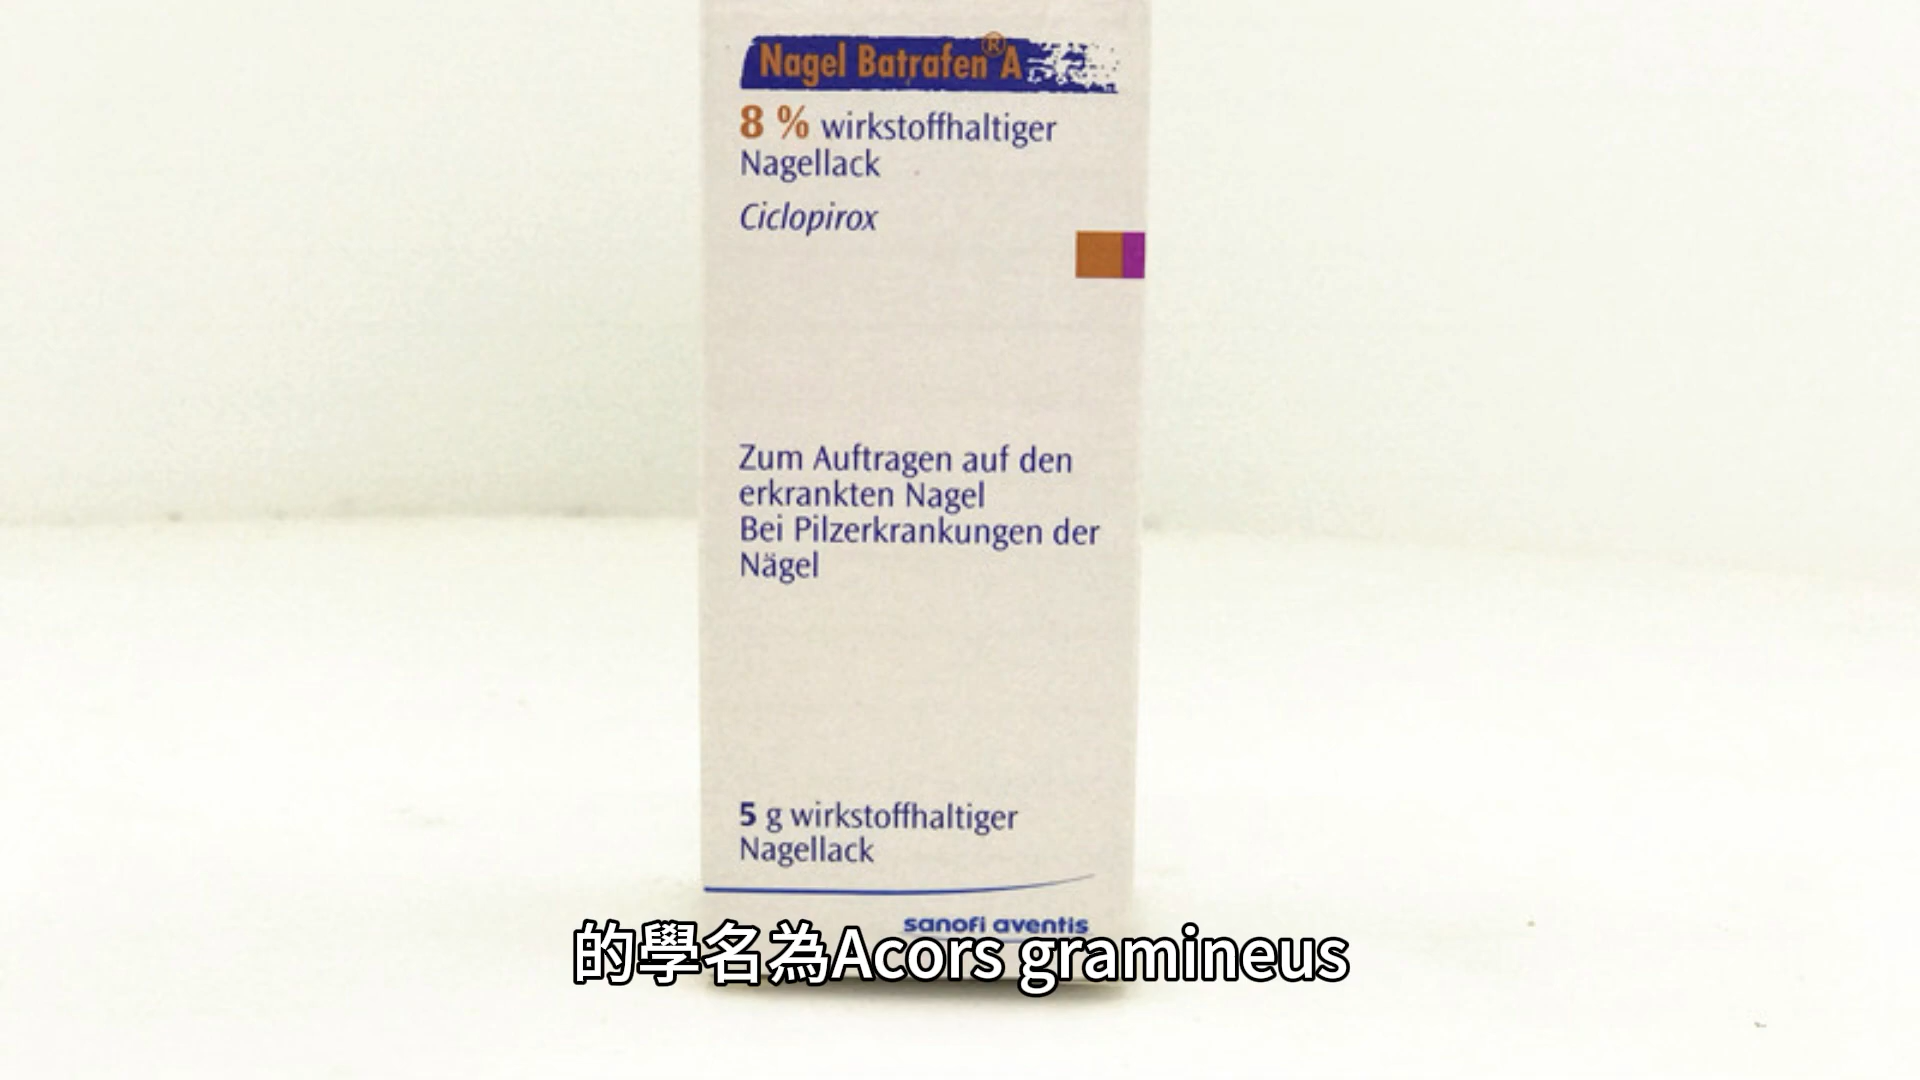 Nagel Batrafen® A
8 % wirkstoffhaltiger
Nagellack
Ciclopirox
Zum Auftragen auf den
erkrankten Nagel
Bei Pilzerkrankungen der
Nägel
5 g wirkstoffhaltiger
Nagellack
sanofi aventis
的學名為Acors gramineus